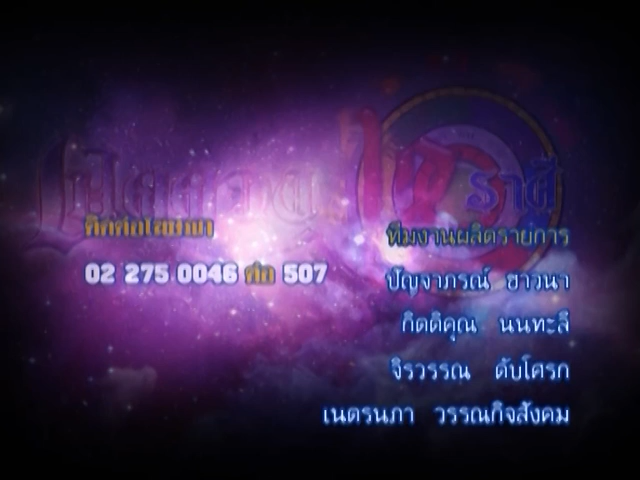 ราศี
ติดต่อโฆษณา
02 275 0046 ต่อ 507
ทีมงานผลิตรายการ
ปัญจาภรณ์ ฮาวนา
กิตติคุณ นนทะลี
จิรวรรณ ดับโศรก
เนตรนภา วรรณกิจสังคม